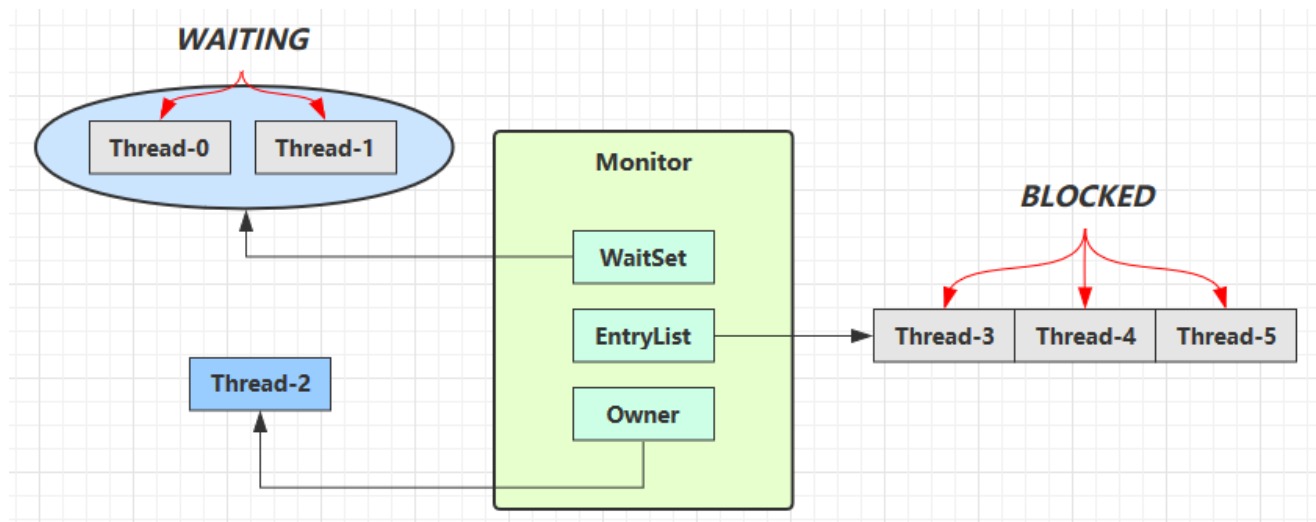 WAITING
Thread-0
Thread-1
Monitor
BLOCKED
WaitSet
EntryList
Thread-3
Thread-4
Thread-5
Thread-2
Owner